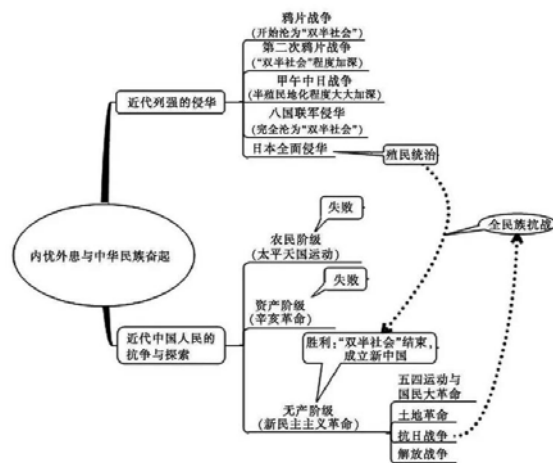 内忧外患与中华民族奋起
近代列强的侵华
鸦片战争
(开始沦为“双半社会”)
第二次鸦片战争
(“双半社会”程度加深)
甲午中日战争
(半殖民地化程度大大加深)
八国联军侵华
(完全沦为“双半社会”)
日本全面侵华
殖民统治
全民族抗战
近代中国人民的
抗争与探索
失败
农民阶级
(太平天国运动)
失败
资产阶级
(辛亥革命)
胜利:“双半社会”结束,
成立新中国
无产阶级
(新民主主义革命)
五四运动与
国民大革命
土地革命
抗日战争
解放战争